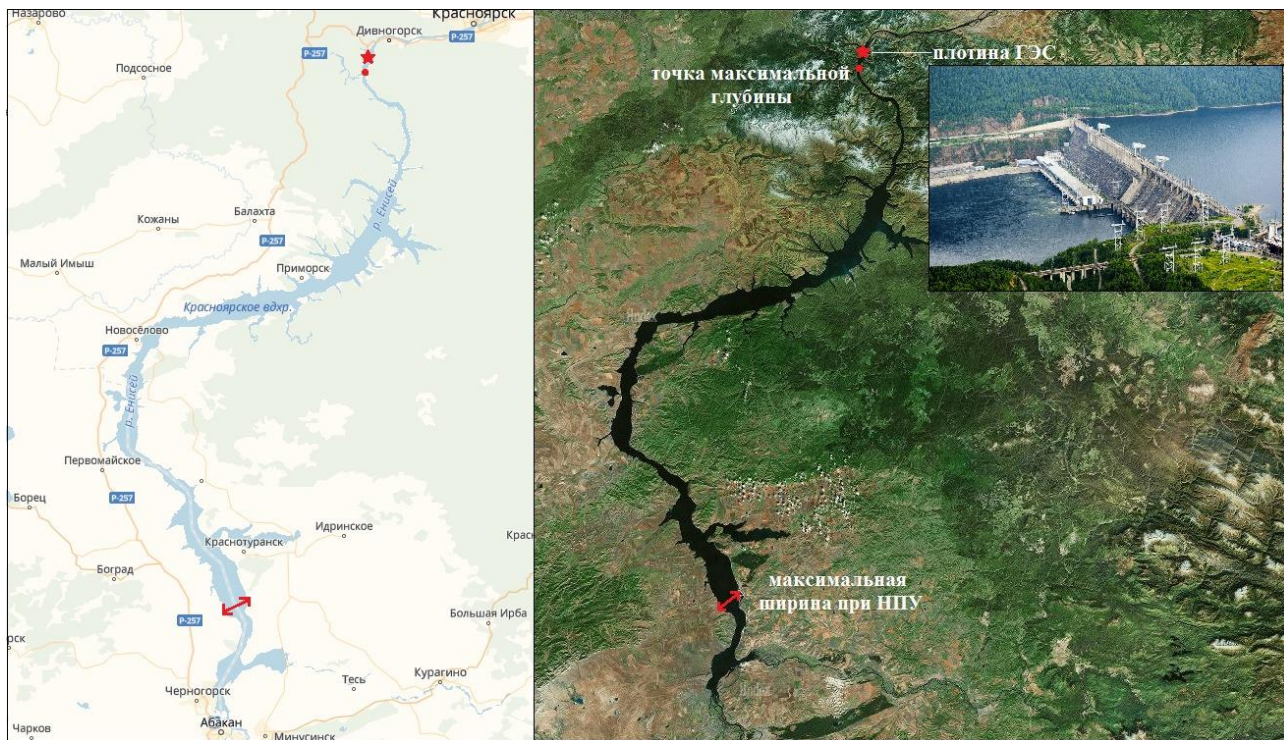 Назарово
Красноярск
Дивногорск
Р-257
Р-257
Подсосное
Кожаны
Балахта
р. Енисей
Малый Имыш
Приморск
Красноярское вдхр.
Новосёлово
Р-257
р. Енисей
Первомайское
Борец
Р-257
Идринское
Краснотуранск
Боград
Р-257
Большая Ирба
Курагино
Тесь
Черногорск
Абакан
Чарков
Минусинск
плотина ГЭС
точка максимальной
глубины
максимальная
ширина при НПУ